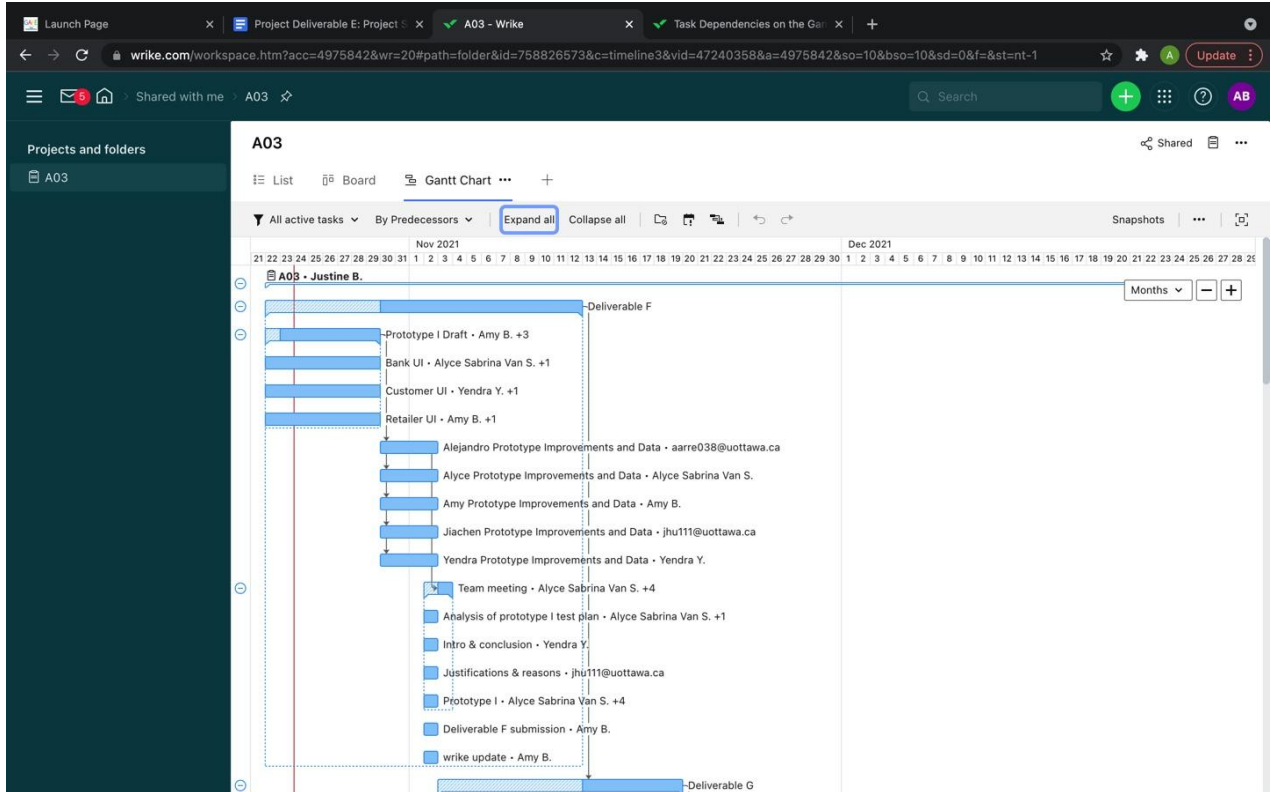 Launch Page
Project Deliverable E: Project S
A03 - Wrike
Task Dependencies on the Gan
wrike.com/workspace.htm?acc=4975842&wr=20#path=folder&id=758826573&c=timeline3&vid=47240358&a=4975842&so=10&bso=10&sd=0&f=&st=nt-1
A
Update
5
Shared with me
A03
Search
AB
Projects and folders
A03
A03
Shared
List
Board
Gantt Chart
All active tasks
By Predecessors
Expand all
Collapse all
Snapshots
Nov 2021
Dec 2021
21 22 23 24 25 26 27 28 29 30 31 1 2 3 4 5 6 7 8 9 10 11 12 13 14 15 16 17 18 19 20 21 22 23 24 25 26 27 28 29 30 1 2 3 4 5 6 7 8 9 10 11 12 13 14 15 16 17 18 19 20 21 22 23 24 25 26 27 28 29
A03 • Justine B.
Months
Deliverable F
Prototype I Draft • Amy B. +3
Bank UI • Alyce Sabrina Van S. +1
Customer UI • Yendra Y. +1
Retailer UI • Amy B. +1
Alejandro Prototype Improvements and Data • aarre038@uottawa.ca
Alyce Prototype Improvements and Data • Alyce Sabrina Van S.
Amy Prototype Improvements and Data • Amy B.
Jiachen Prototype Improvements and Data • jhu111@uottawa.ca
Yendra Prototype Improvements and Data • Yendra Y.
Team meeting • Alyce Sabrina Van S. +4
Analysis of prototype I test plan • Alyce Sabrina Van S. +1
Intro & conclusion • Yendra Y.
Justifications & reasons • jhu111@uottawa.ca
Prototype I • Alyce Sabrina Van S. +4
Deliverable F submission • Amy B.
wrike update • Amy B.
Deliverable G